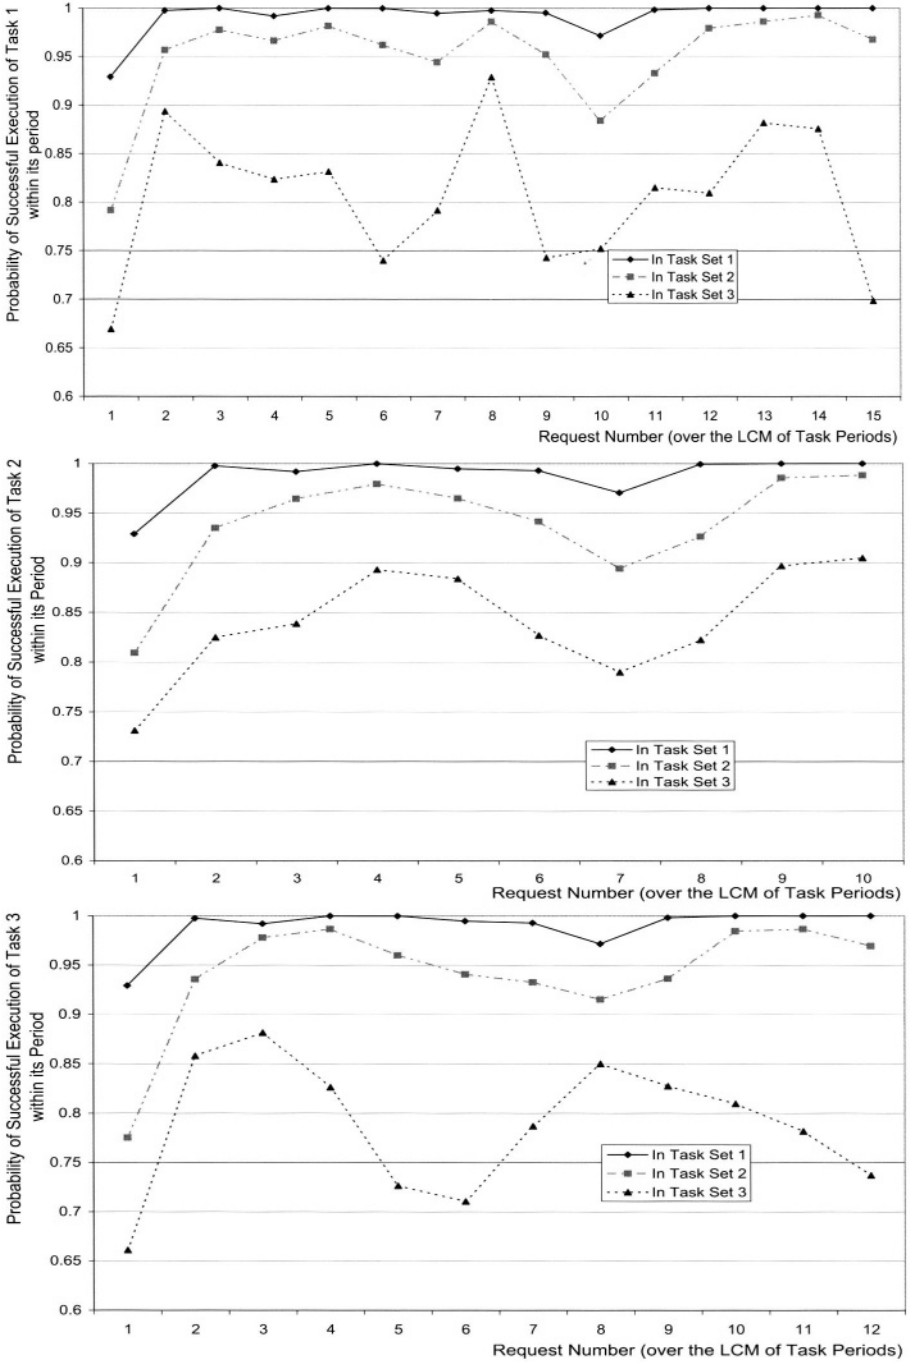 Probability of Successful Execution of Task 1
within its period
1
0.95
0.9
0.85
0.8
0.75
0.7
0.65
0.6
In Task Set 1
In Task Set 2
In Task Set 3
1 2 3 4 5 6 7 8 9 10 11 12 13 14 15
Request Number (over the LCM of Task Periods)
Probability of Successful Execution of Task 2
within its Period
1
0.95
0.9
0.85
0.8
0.75
0.7
0.65
0.6
In Task Set 1
In Task Set 2
In Task Set 3
1 2 3 4 5 6 7 8 9 10
Request Number (over the LCM of Task Periods)
Probability of Successful Execution of Task 3
within its Period
1
0.95
0.9
0.85
0.8
0.75
0.7
0.65
0.6
In Task Set 1
In Task Set 2
In Task Set 3
1 2 3 4 5 6 7 8 9 10 11 12
Request Number (over the LCM of Task Periods)